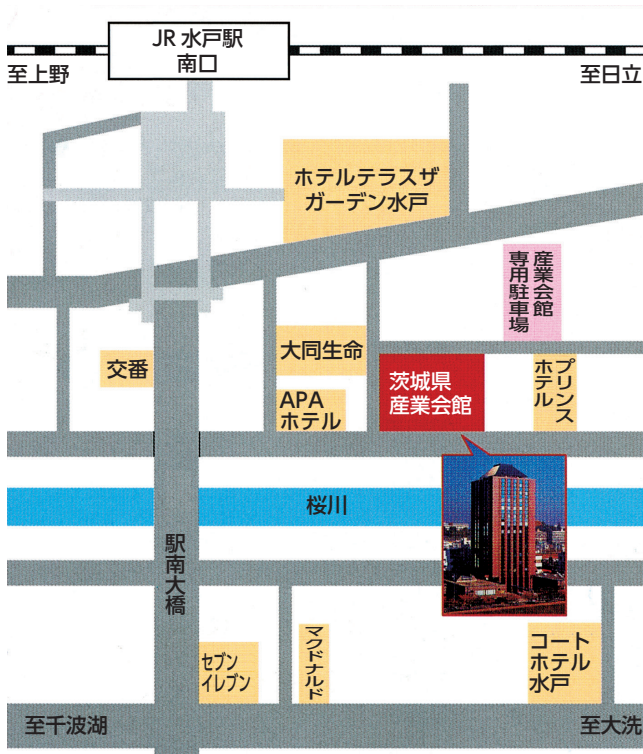 JR 水戸駅
南口
至上野
至日立
ホテルテラスザ
ガーデン水戸
産業会館
専用駐車場
大同生命
交番
茨城県
産業会館
プリンス
ホテル
APA
ホテル
桜川
駅南大橋
マクドナルド
セブン
イレブン
コート
ホテル
水戸
至千波湖
至大洗